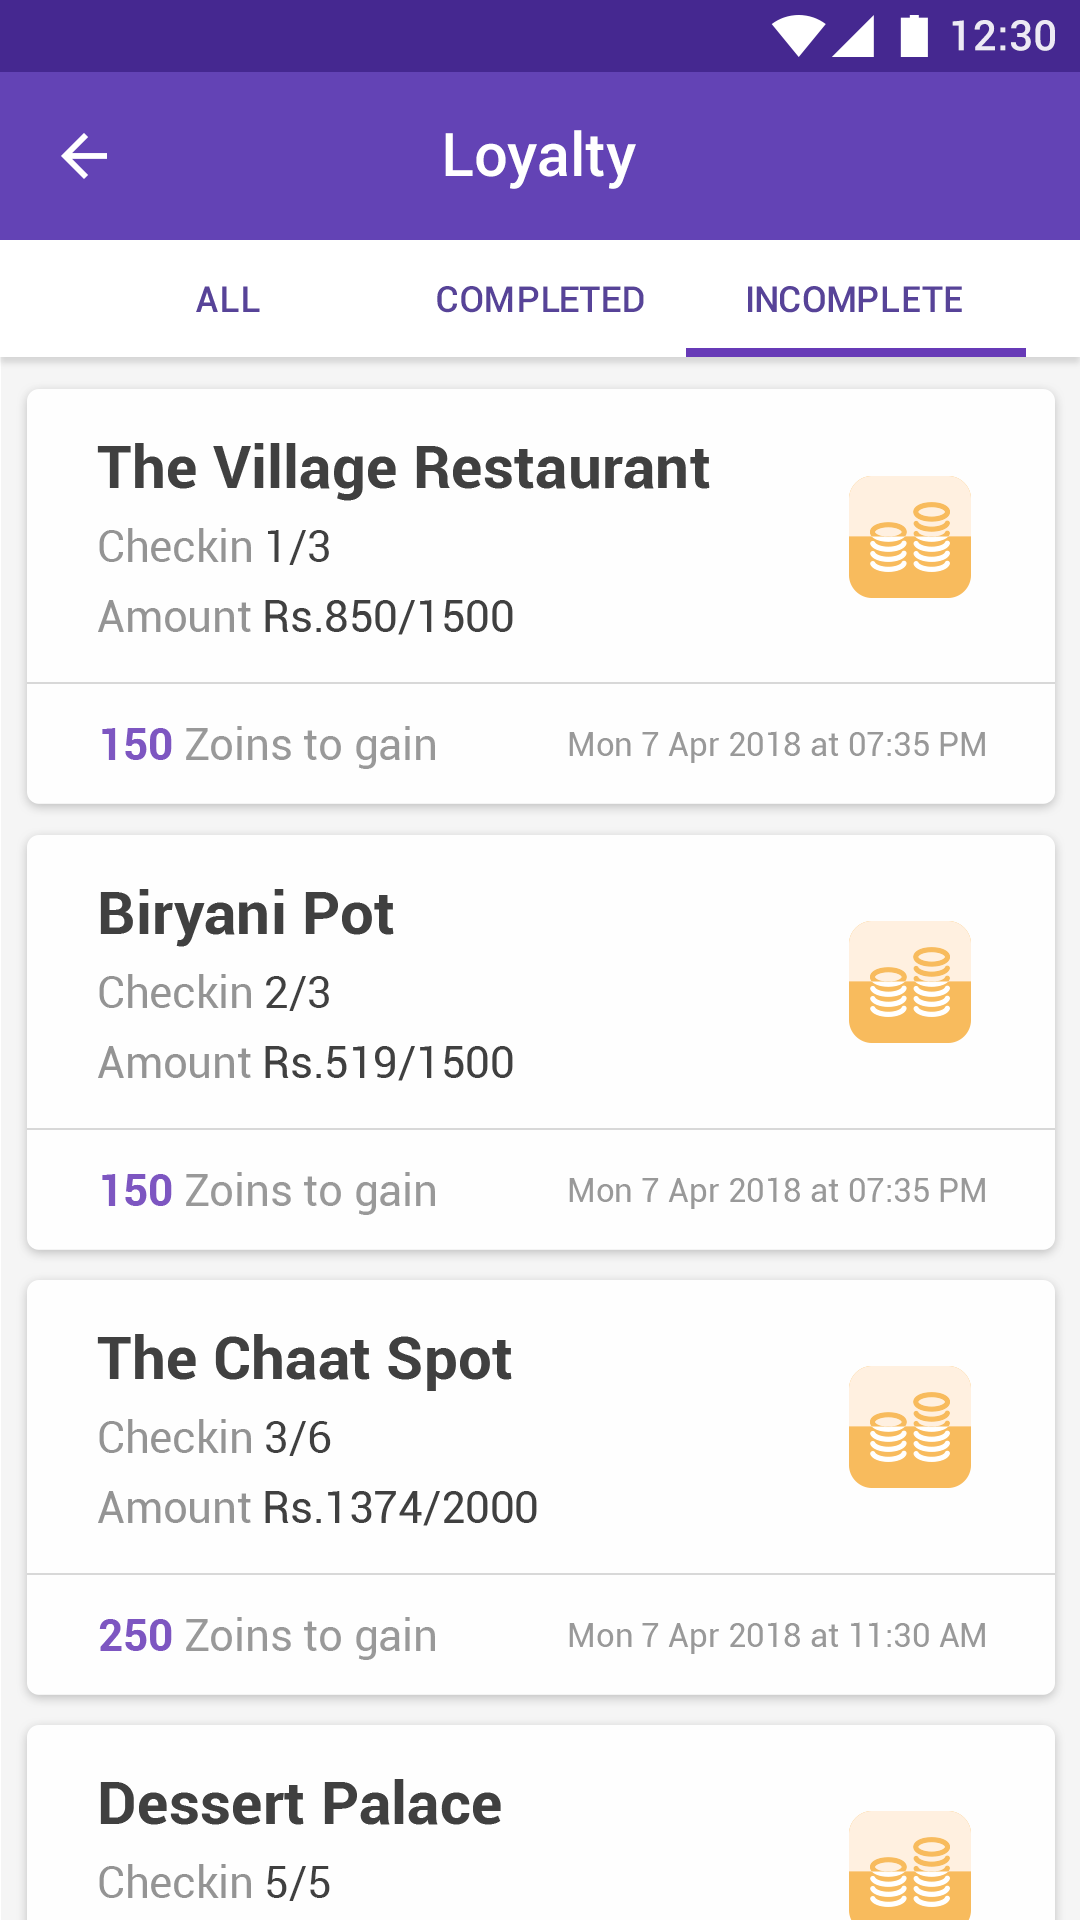 12:30
Loyalty
ALL COMPLETED INCOMPLETE
The Village Restaurant
Checkin 1/3
Amount Rs.850/1500
150 Zoins to gain Mon 7 Apr 2018 at 07:35 PM
Biryani Pot
Checkin 2/3
Amount Rs.519/1500
150 Zoins to gain Mon 7 Apr 2018 at 07:35 PM
The Chaat Spot
Checkin 3/6
Amount Rs.1374/2000
250 Zoins to gain Mon 7 Apr 2018 at 11:30 AM
Dessert Palace
Checkin 5/5